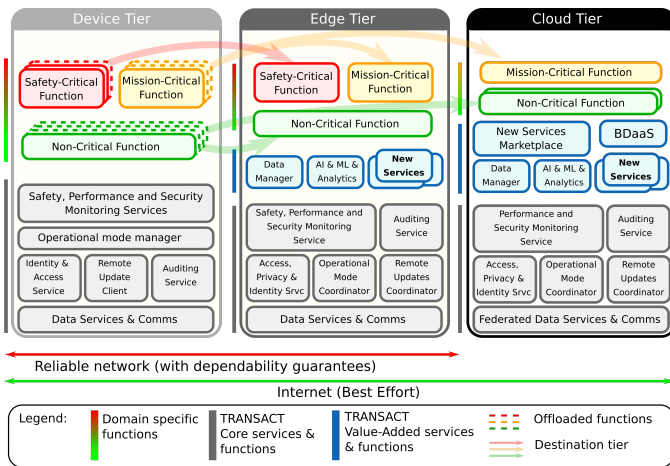 Device Tier
Edge Tier
Cloud Tier
Safety-Critical
Function
Mission-Critical
Function
Non-Critical Function
Safety, Performance and Security
Monitoring Services
Operational mode manager
Identity &
Access
Service
Remote
Update
Client
Auditing
Service
Data Services & Comms
Safety-Critical
Function
Mission-Critical
Function
Non-Critical Function
Data
Manager
AI & ML &
Analytics
New
Services
Safety, Performance and
Security Monitoring
Service
Auditing
Service
Access,
Privacy &
Identity Srvc
Operational
Mode
Coordinator
Remote
Updates
Coordinator
Data Services & Comms
Mission-Critical Function
Non-Critical Function
New Services
Marketplace
BDaaS
Data
Manager
AI & ML &
Analytics
New
Services
Performance and
Security Monitoring
Service
Auditing
Service
Access,
Privacy &
Identity Srvc
Operational
Mode
Coordinator
Remote
Updates
Coordinator
Federated Data Services & Comms
Reliable network (with dependability guarantees)
Internet (Best Effort)
Legend:
Domain specific
functions
TRANSACT
Core services &
functions
TRANSACT
Value-Added services
& functions
Offloaded functions
Destination tier